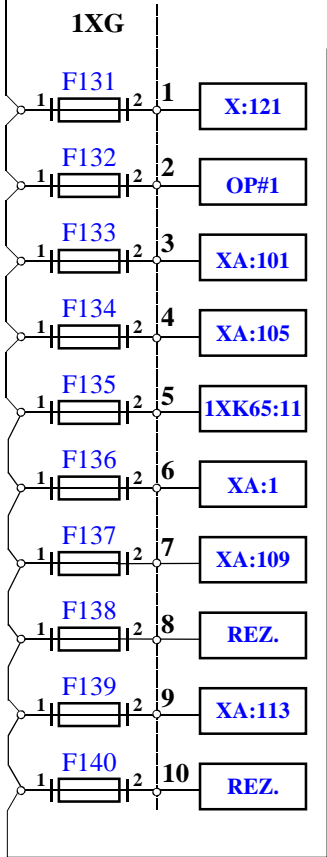 1XG
F131
1 2 1 X:121
F132
1 2 2 OP#1
F133
1 2 3 XA:101
F134
1 2 4 XA:105
F135
1 2 5 1XK65:11
F136
1 2 6 XA:1
F137
1 2 7 XA:109
F138
1 2 8 REZ.
F139
1 2 9 XA:113
F140
1 2 10 REZ.